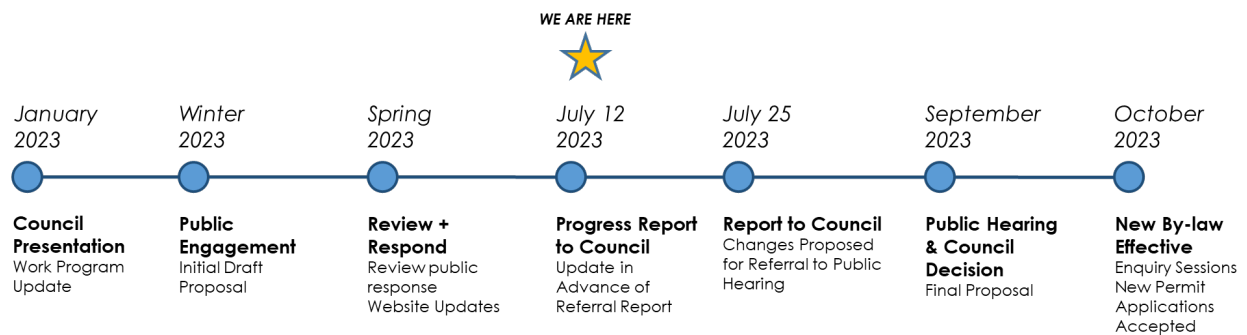 WE ARE HERE
January
2023
Winter
2023
Spring
2023
July 12
2023
July 25
2023
September
2023
October
2023
Council
Presentation
Work Program
Update
Public
Engagement
Initial Draft
Proposal
Review +
Respond
Review public
response
Website Updates
Progress Report
to Council
Update in
Advance of
Referral Report
Report to Council
Changes Proposed
for Referral to Public
Hearing
Public Hearing
& Council
Decision
Final Proposal
New By-law
Effective
Enquiry Sessions
New Permit
Applications
Accepted